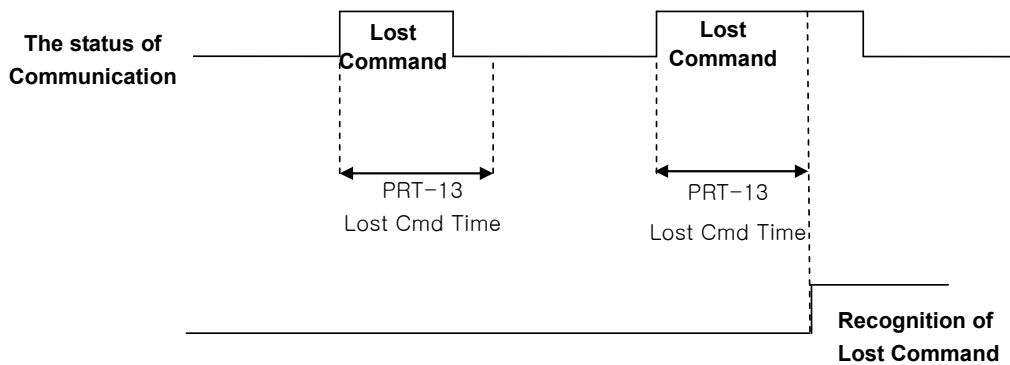 The status of
Communication
Lost
Command
Lost
Command
PRT-13
Lost Cmd Time
PRT-13
Lost Cmd Time
Recognition of
Lost Command